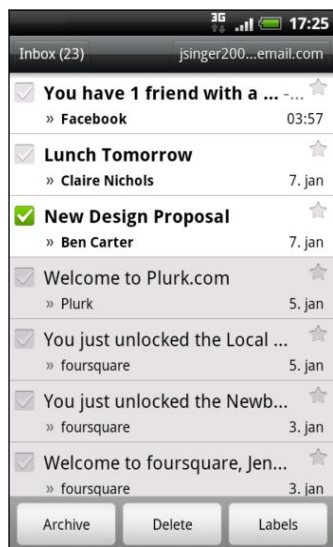 3G 17:25
Inbox (23) jsinger200...email.com
You have 1 friend with a ... -...
» Facebook 03:57
Lunch Tomorrow
» Claire Nichols 7. jan
New Design Proposal
» Ben Carter 7. jan
Welcome to Plurk.com
» Plurk 5. jan
You just unlocked the Local ...
» foursquare 5. jan
You just unlocked the Newb...
» foursquare 3. jan
Welcome to foursquare, Jen...
» foursquare 3. jan
Archive Delete Labels